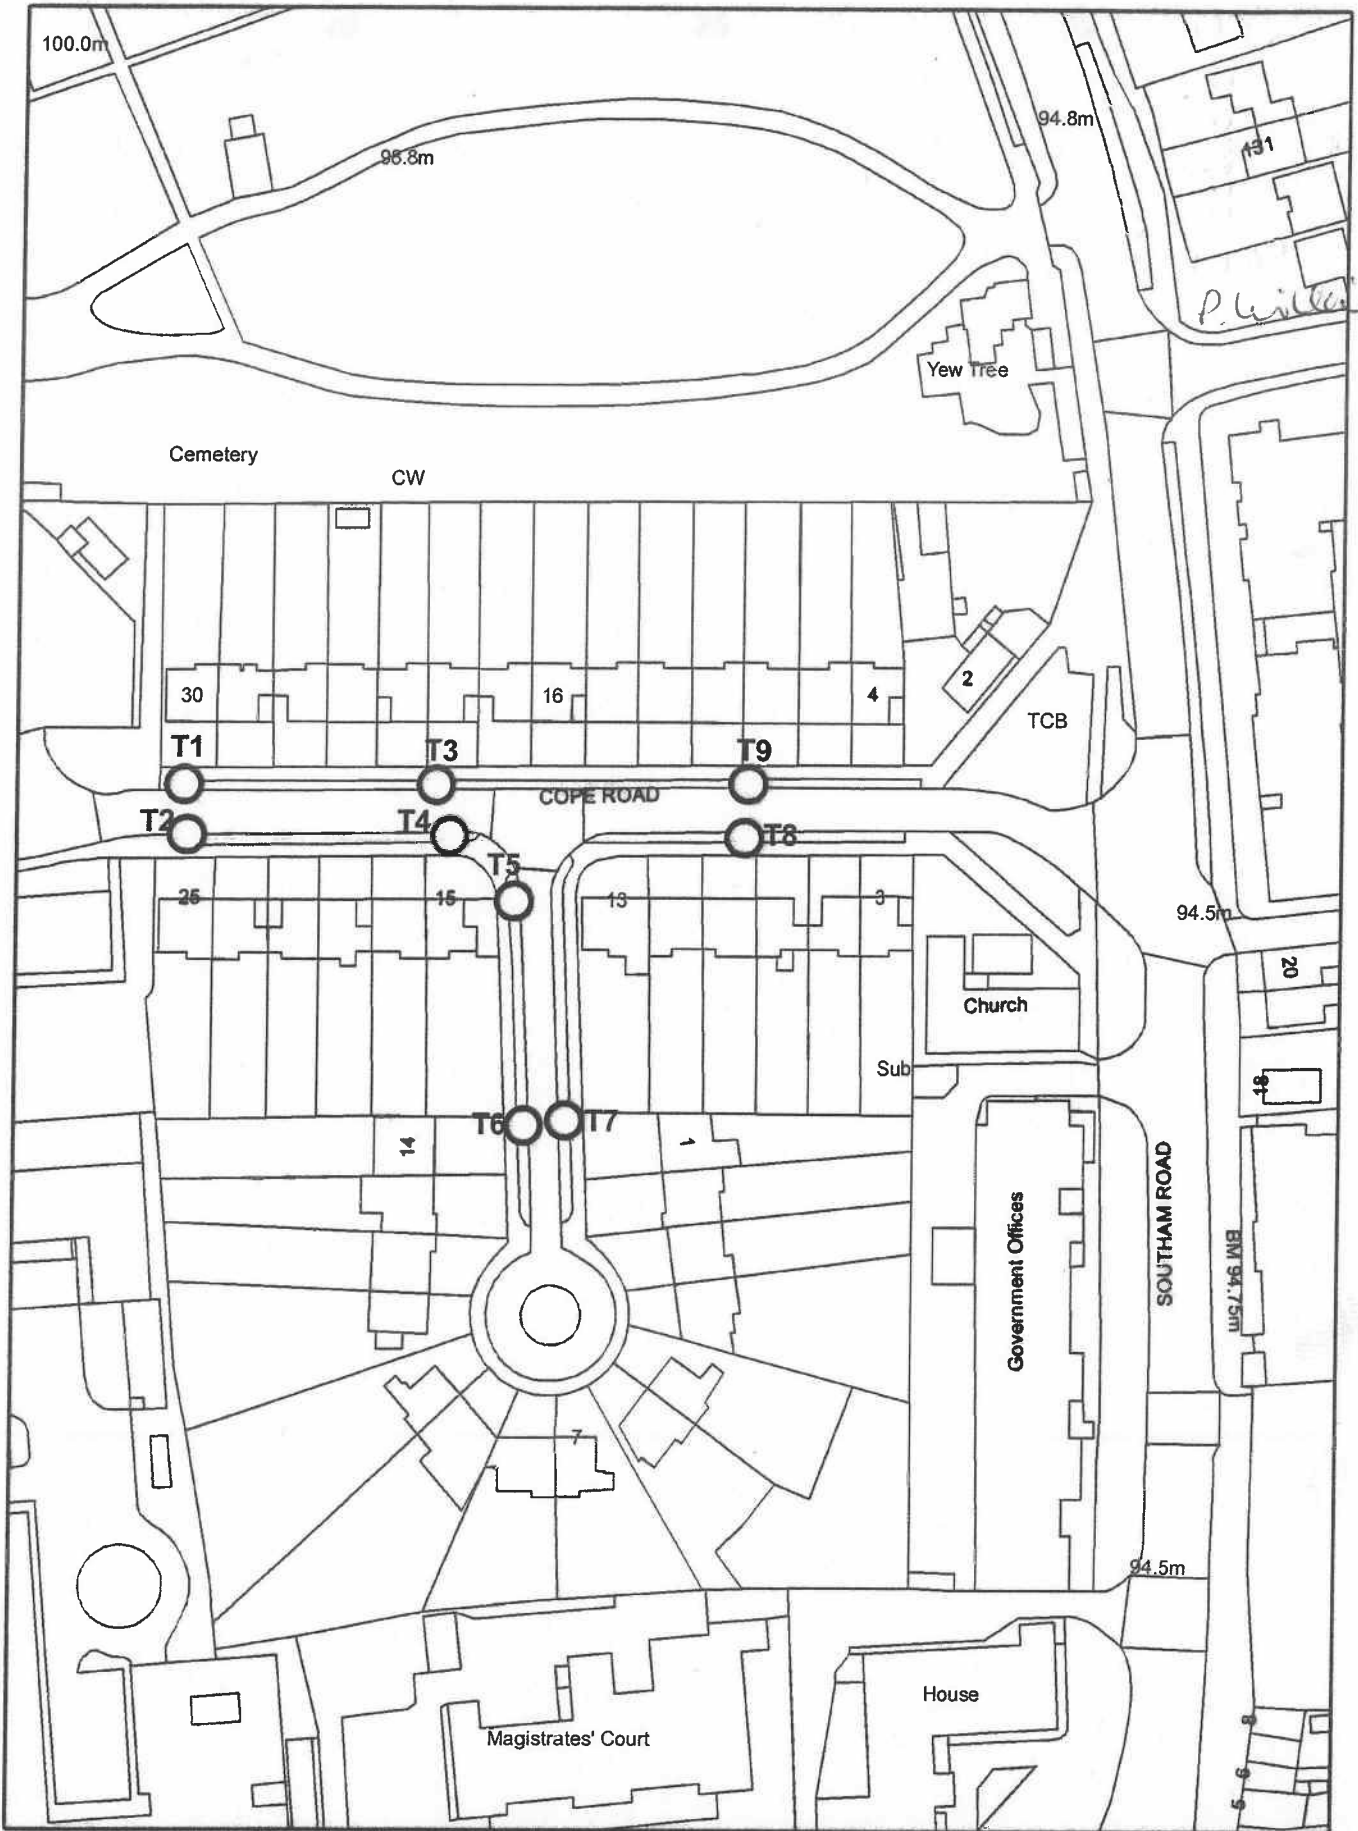 100.0m
94.8m
131
98.8m
P.
Yew Tree
Cemetery
CW
30
16
4
2
TCB
T1
T3
T9
COPE ROAD
T2
T4
T8
T5
25
15
13
3
94.5m
20
Church
Sub
18
T6
T7
14
1
SOUTHAM ROAD
Government Offices
BM 94.75m
7
94.5m
House
Magistrates' Court
8
6
5